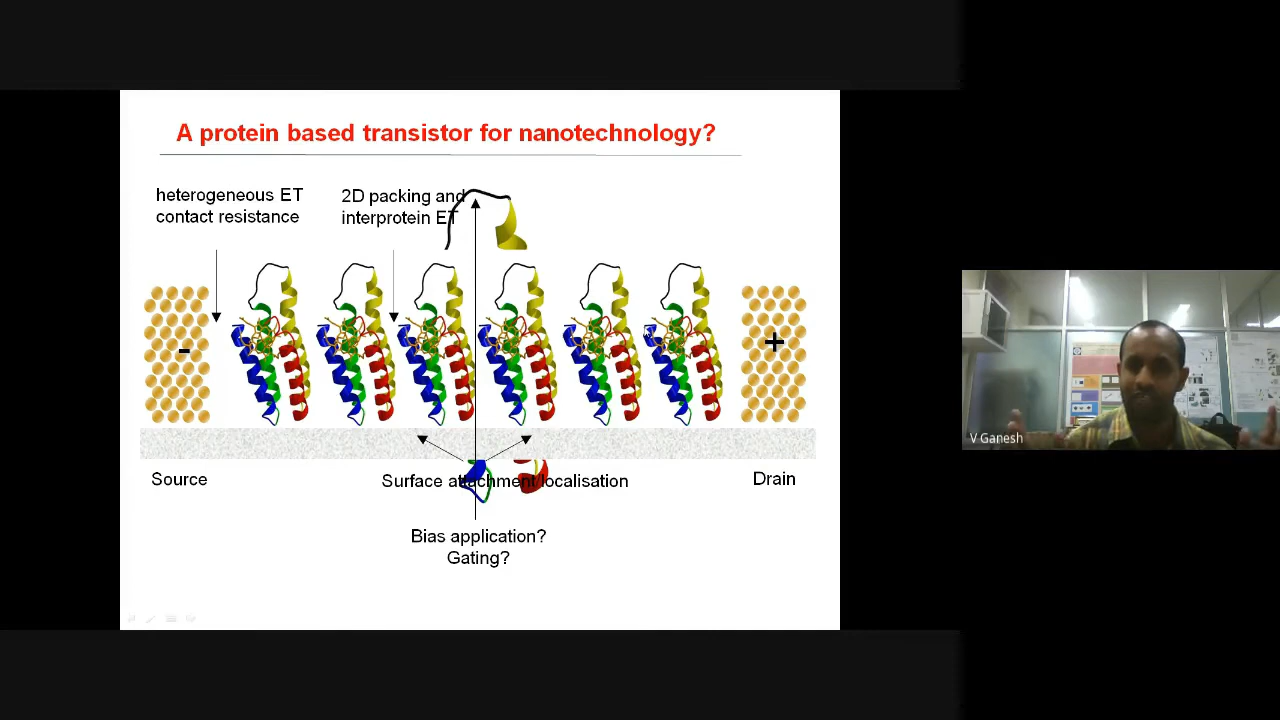 A protein based transistor for nanotechnology?
heterogeneous ET
contact resistance
2D packing and
interprotein ET
-
+
Source
Surface attachment/localisation
Drain
Bias application?
Gating?
V Ganesh